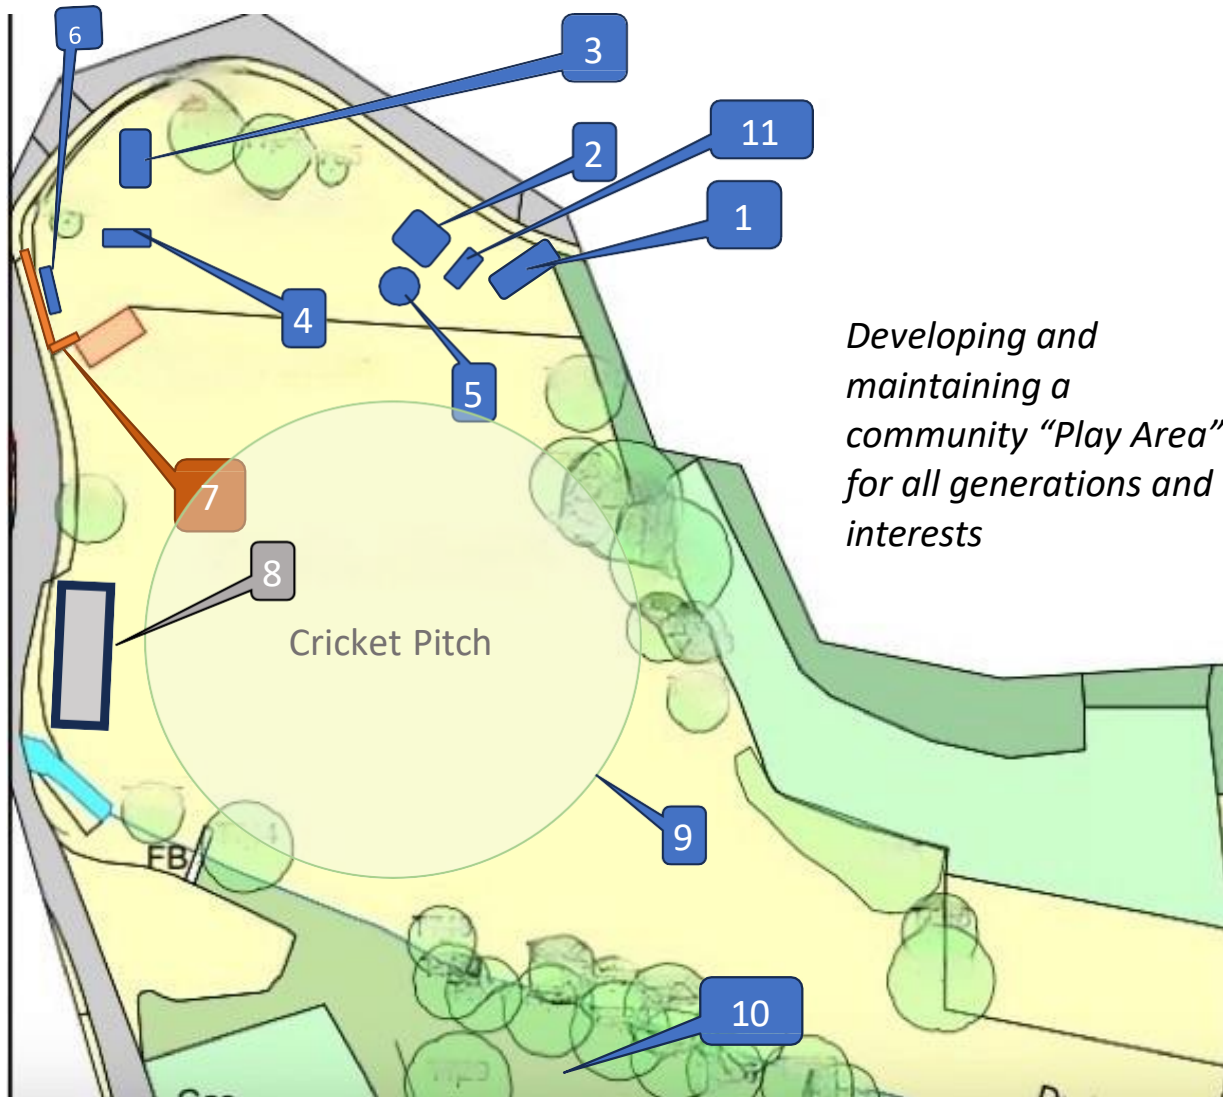 6
3
11
2
1
4
5
Developing and
maintaining a
community “Play Area”
for all generations and
interests
7
8
Cricket Pitch
9
FB
10